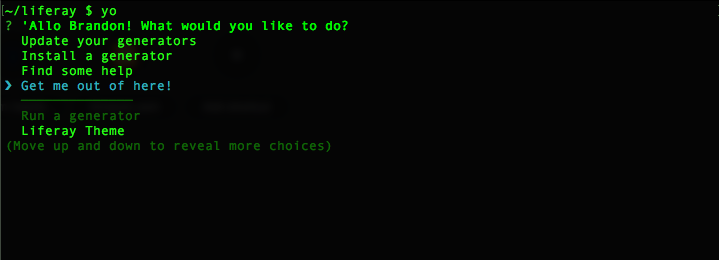 [~/liferay $ yo
? 'Allo Brandon! What would you like to do?
Update your generators
Install a generator
Find some help
❯ Get me out of here!
──────────────
Run a generator
Liferay Theme
(Move up and down to reveal more choices)